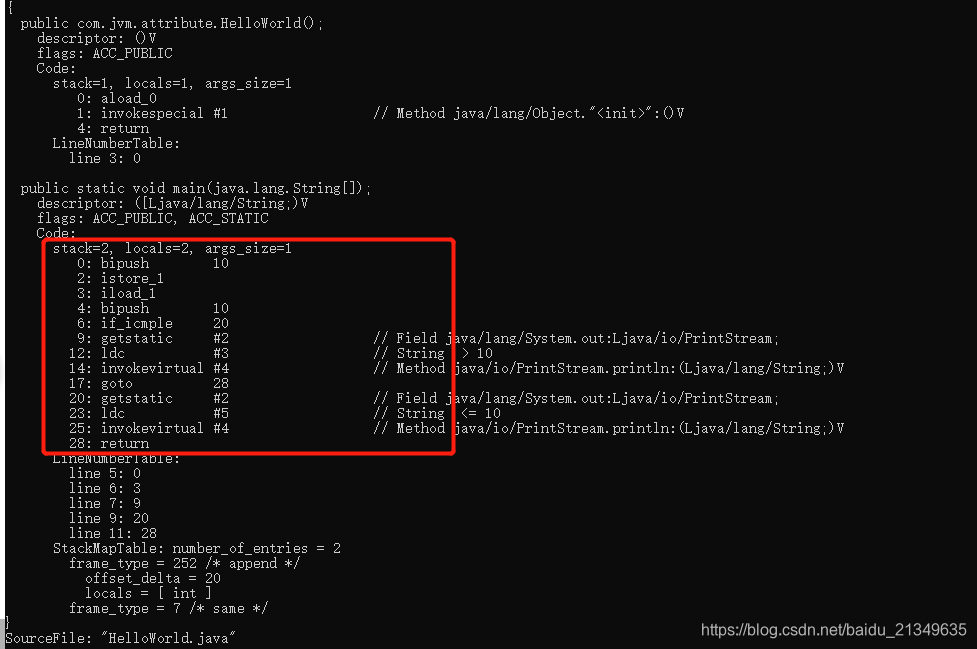 {
  public com.jvm.attribute.HelloWorld();
    descriptor: ()V
    flags: ACC_PUBLIC
    Code:
      stack=1, locals=1, args_size=1
         0: aload_0
         1: invokespecial #1                  // Method java/lang/Object."<init>":()V
         4: return
      LineNumberTable:
        line 3: 0

  public static void main(java.lang.String[]);
    descriptor: ([Ljava/lang/String;)V
    flags: ACC_PUBLIC, ACC_STATIC
    Code:
      stack=2, locals=2, args_size=1
         0: bipush        10
         2: istore_1
         3: iload_1
         4: bipush        10
         6: if_icmple     20
         9: getstatic     #2                  // Field java/lang/System.out:Ljava/io/PrintStream;
        12: ldc           #3                  // String  > 10
        14: invokevirtual #4                  // Method java/io/PrintStream.println:(Ljava/lang/String;)V
        17: goto          28
        20: getstatic     #2                  // Field java/lang/System.out:Ljava/io/PrintStream;
        23: ldc           #5                  // String  <= 10
        25: invokevirtual #4                  // Method java/io/PrintStream.println:(Ljava/lang/String;)V
        28: return
      LineNumberTable:
        line 5: 0
        line 6: 3
        line 7: 9
        line 9: 20
        line 11: 28
      StackMapTable: number_of_entries = 2
        frame_type = 252 /* append */
          offset_delta = 20
          locals = [ int ]
        frame_type = 7 /* same */
}
SourceFile: "HelloWorld.java"
https://blog.csdn.net/baidu_21349635